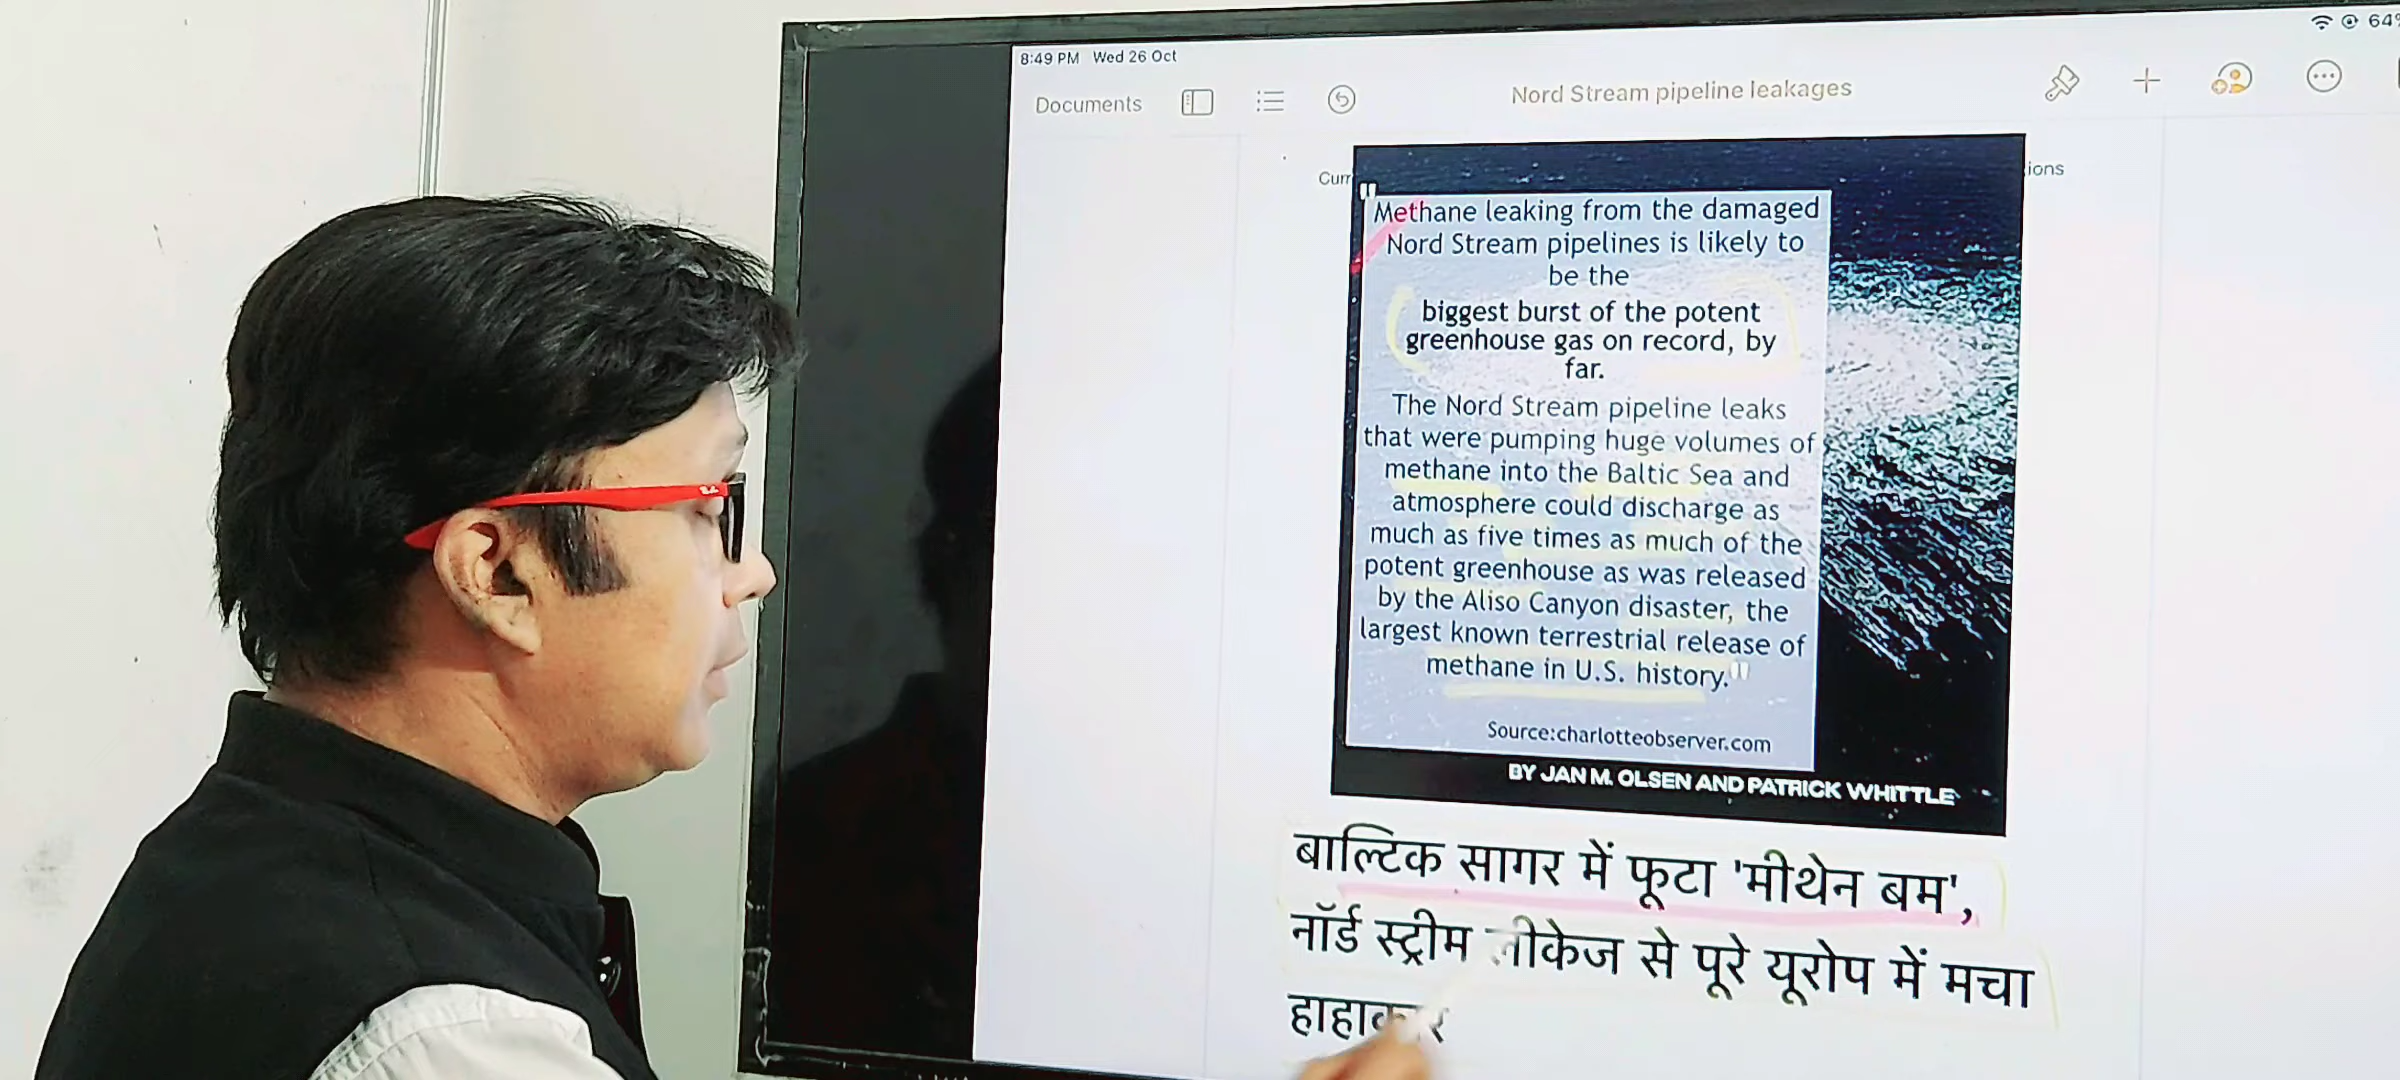 8:49 PM Wed 26 Oct
64%
Documents
Nord Stream pipeline leakages
Curr
ions
"Methane leaking from the damaged
Nord Stream pipelines is likely to
be the
biggest burst of the potent
greenhouse gas on record, by
far.
The Nord Stream pipeline leaks
that were pumping huge volumes of
methane into the Baltic Sea and
atmosphere could discharge as
much as five times as much of the
potent greenhouse as was released
by the Aliso Canyon disaster, the
largest known terrestrial release of
methane in U.S. history."
Source:charlotteobserver.com
BY JAN M. OLSEN AND PATRICK WHITTLE
बाल्टिक सागर में फूटा 'मीथेन बम',
नॉर्ड स्ट्रीम लीकेज से पूरे यूरोप में मचा
हाहाकार